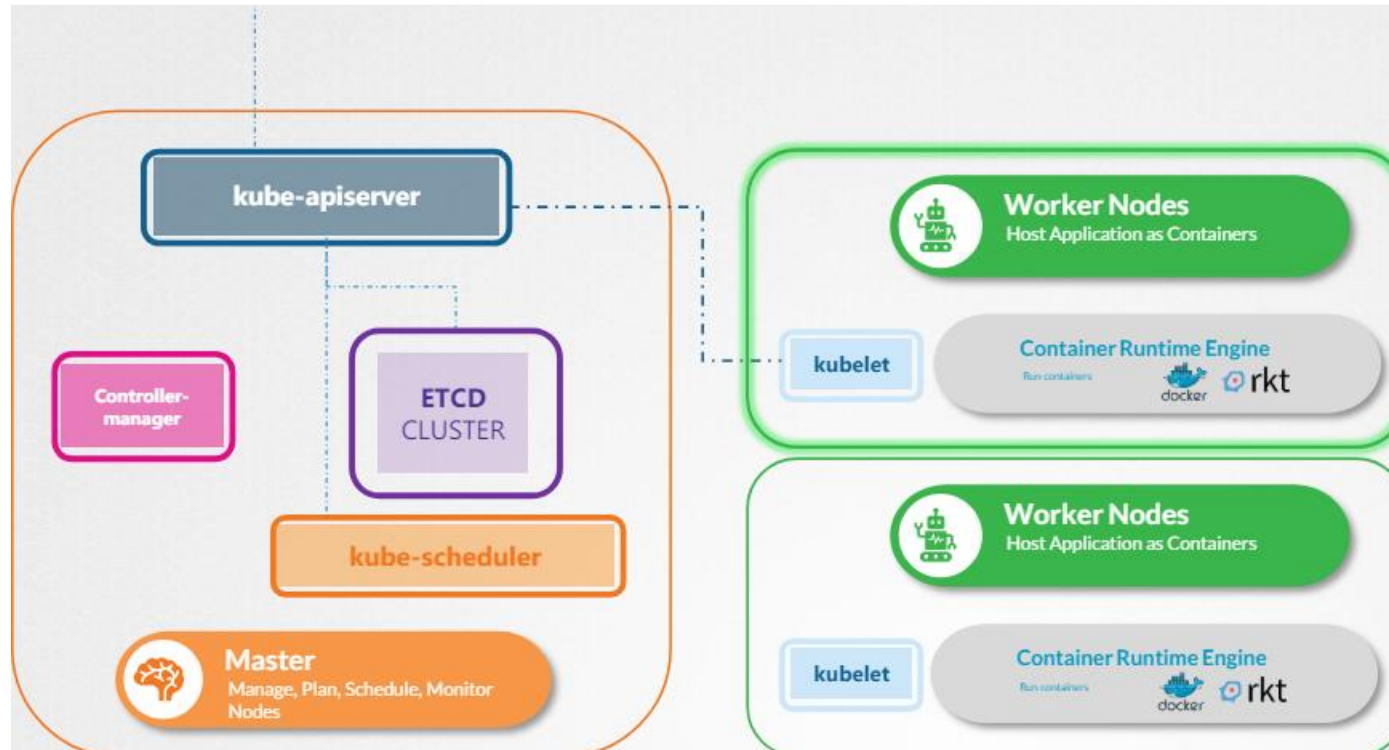 kube-apiserver
Controller-
manager
ETCD
CLUSTER
kube-scheduler
Master
Manage, Plan, Schedule, Monitor
Nodes
Worker Nodes
Host Application as Containers
kubelet
Container Runtime Engine
Run containers
docker
rkt
Worker Nodes
Host Application as Containers
kubelet
Container Runtime Engine
Run containers
docker
rkt